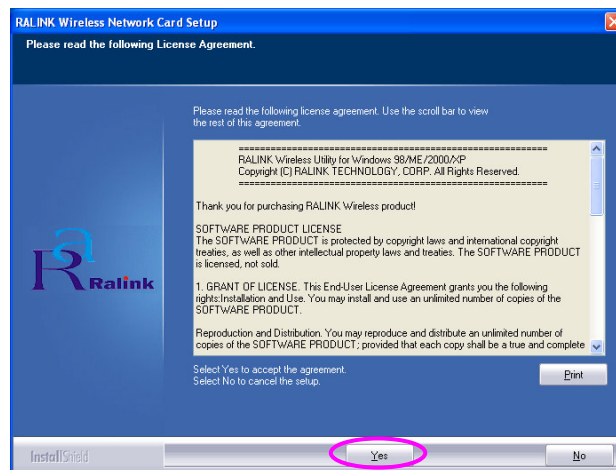 RALINK Wireless Network Card Setup
Please read the following License Agreement.
Please read the following license agreement. Use the scroll bar to view
the rest of this agreement.
============================================================
RALINK Wireless Utility for Windows 98/ME/2000/XP
Copyright (C) RALINK TECHNOLOGY, CORP. All Rights Reserved.
============================================================
Thank you for purchasing RALINK Wireless product!
SOFTWARE PRODUCT LICENSE
The SOFTWARE PRODUCT is protected by copyright laws and international copyright
treaties, as well as other intellectual property laws and treaties. The SOFTWARE PRODUCT
is licensed, not sold.
1. GRANT OF LICENSE. This End-User License Agreement grants you the following
rights:Installation and Use. You may install and use an unlimited number of copies of the
SOFTWARE PRODUCT.
Reproduction and Distribution. You may reproduce and distribute an unlimited number of
copies of the SOFTWARE PRODUCT; provided that each copy shall be a true and complete
Ralink
Select Yes to accept the agreement.
Select No to cancel the setup.
Print
InstallShield
Yes
No